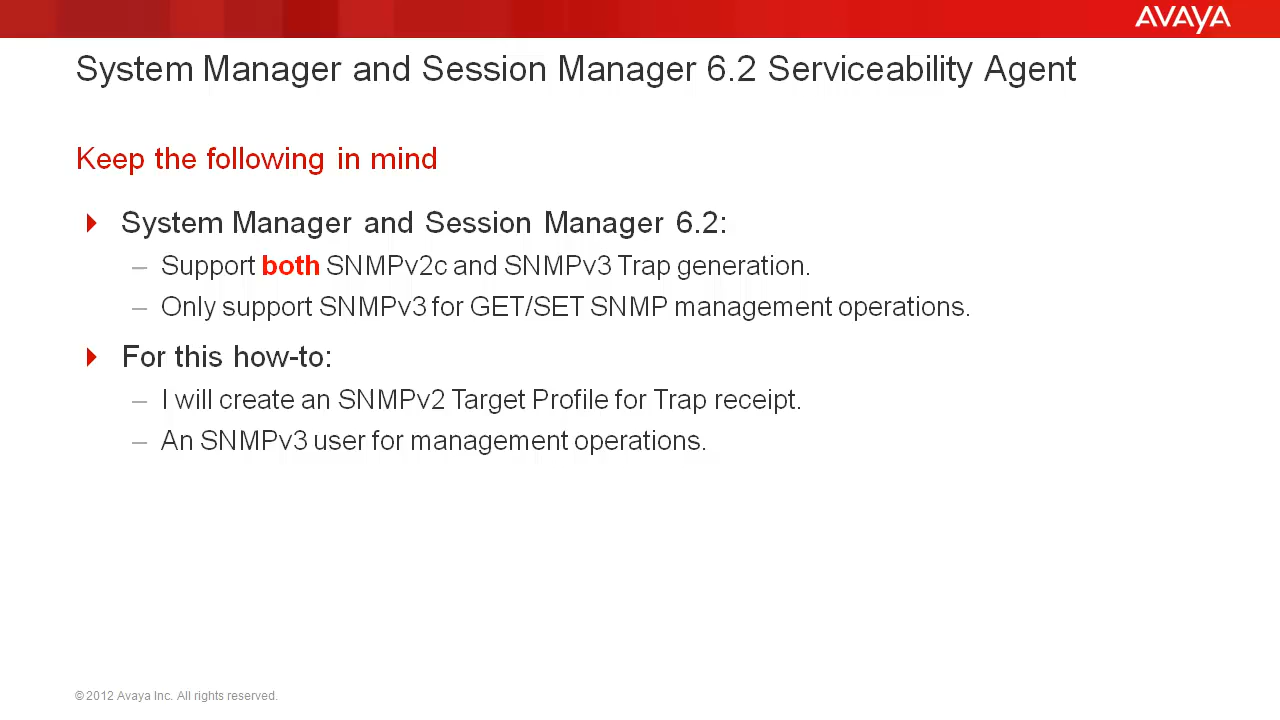 AVAYA
System Manager and Session Manager 6.2 Serviceability Agent
Keep the following in mind
System Manager and Session Manager 6.2:
– Support both SNMPv2c and SNMPv3 Trap generation.
– Only support SNMPv3 for GET/SET SNMP management operations.
For this how-to:
– I will create an SNMPv2 Target Profile for Trap receipt.
– An SNMPv3 user for management operations.
© 2012 Avaya Inc. All rights reserved.